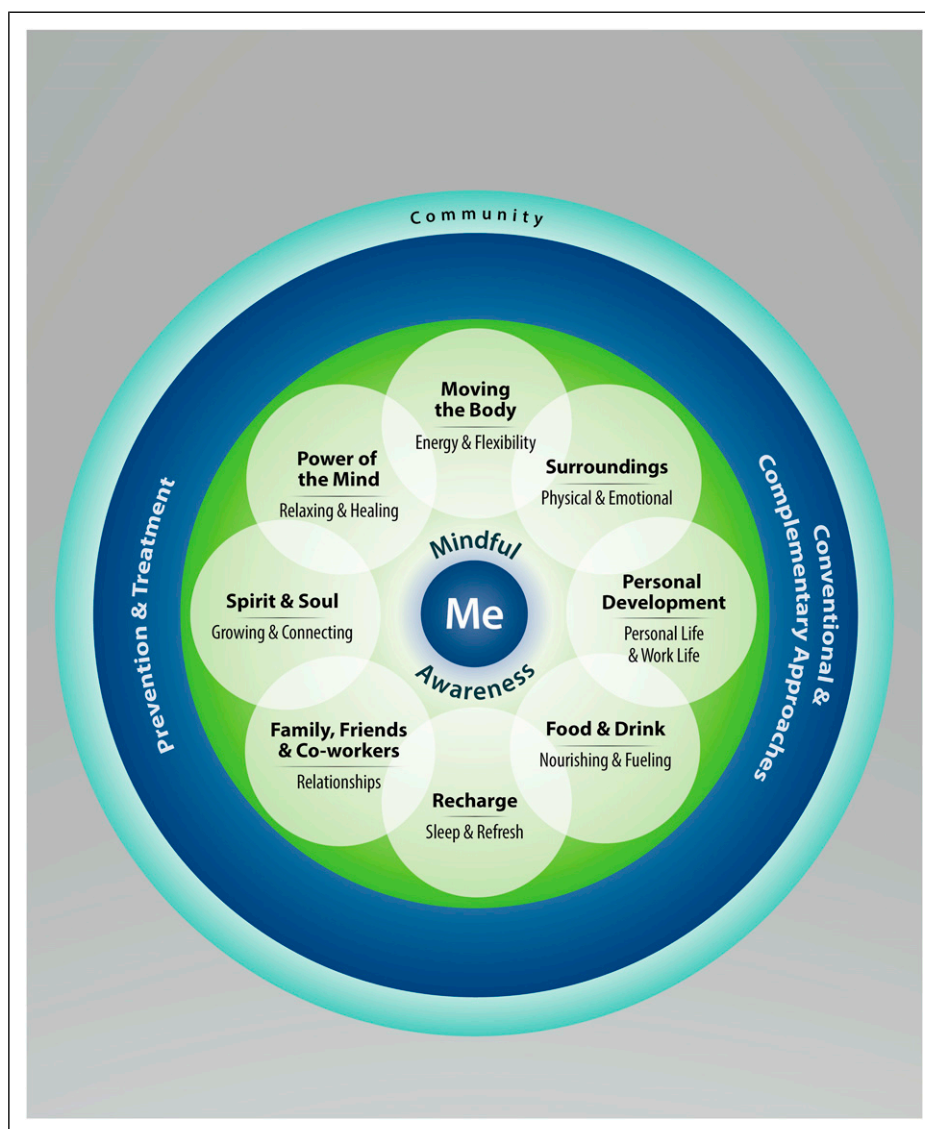 Community
Prevention & Treatment
Conventional &
Complementary Approaches
Moving
the Body
Energy & Flexibility
Surroundings
Physical & Emotional
Personal
Development
Personal Life
& Work Life
Food & Drink
Nourishing & Fueling
Recharge
Sleep & Refresh
Family, Friends
& Co-workers
Relationships
Spirit & Soul
Growing & Connecting
Power of
the Mind
Relaxing & Healing
Mindful
Me
Awareness